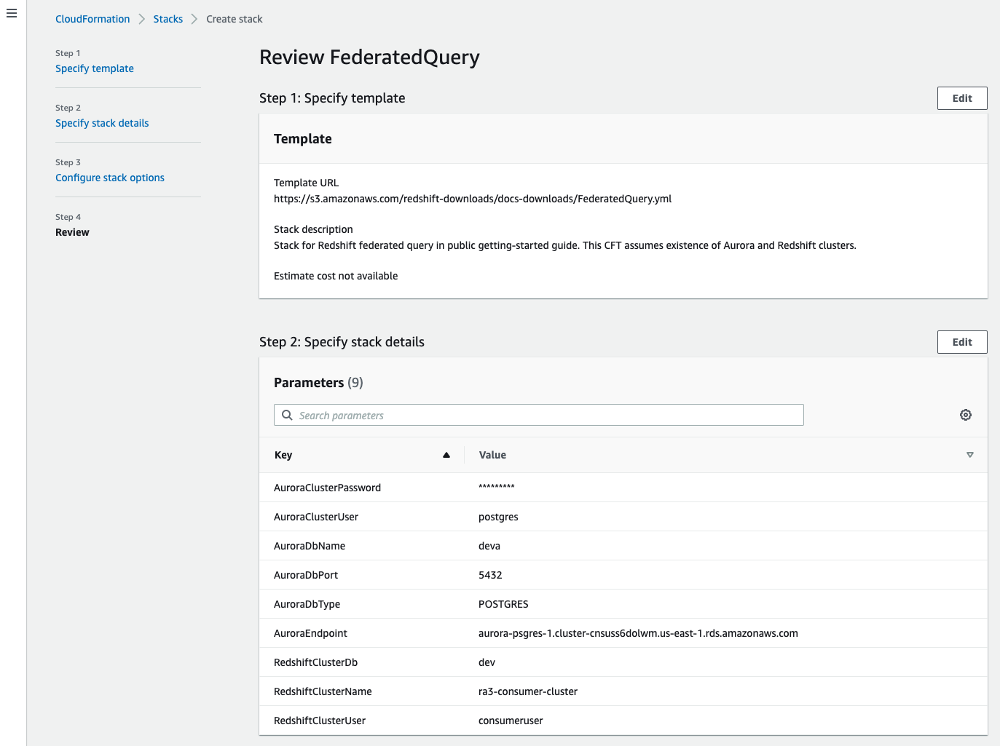 CloudFormation > Stacks > Create stack
Step 1
Specify template
Step 2
Specify stack details
Step 3
Configure stack options
Step 4
Review
Review FederatedQuery
Step 1: Specify template
Edit
Template
Template URL
https://s3.amazonaws.com/redshift-downloads/docs-downloads/FederatedQuery.yml
Stack description
Stack for Redshift federated query in public getting-started guide. This CFT assumes existence of Aurora and Redshift clusters.
Estimate cost not available
Step 2: Specify stack details
Edit
Parameters (9)
Search parameters
Key Value
AuroraClusterPassword *********
AuroraClusterUser postgres
AuroraDbName deva
AuroraDbPort 5432
AuroraDbType POSTGRES
AuroraEndpoint aurora-psgres-1.cluster-cnsuss6dolwm.us-east-1.rds.amazonaws.com
RedshiftClusterDb dev
RedshiftClusterName ra3-consumer-cluster
RedshiftClusterUser consumeruser